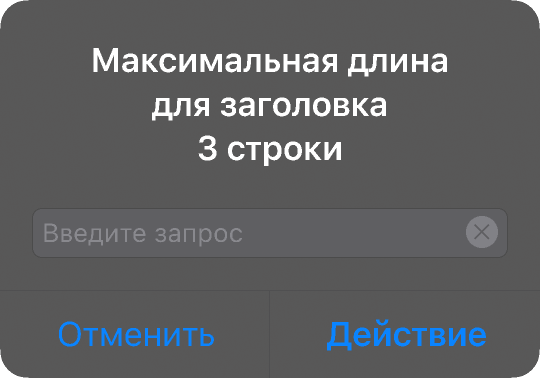 Максимальная длина
для заголовка
3 строки
Введите запрос
Отменить
Действие